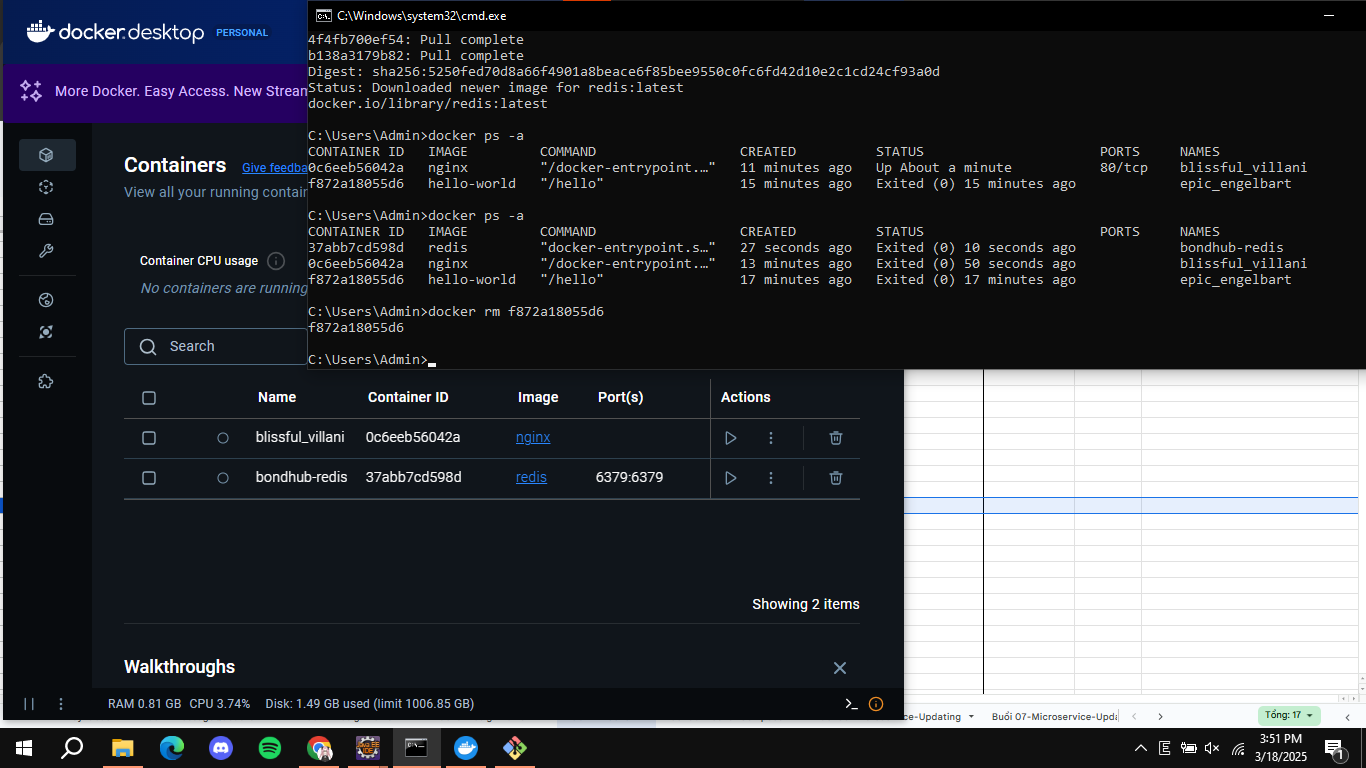 docker.desktop PERSONAL
More Docker. Easy Access. New Stream
Containers Give feedba
View all your running contain
Container CPU usage
No containers are running
Search
C:\Windows\system32\cmd.exe
4f4fb700ef54: Pull complete
b138a3179b82: Pull complete
Digest: sha256:5250fed70d8a66f4901a8beace6f85bee9550c0fc6fd42d10e2c1cd24cf93a0d
Status: Downloaded newer image for redis:latest
docker.io/library/redis:latest
C:\Users\Admin>docker ps -a
CONTAINER ID IMAGE COMMAND CREATED STATUS PORTS NAMES
0c6eeb56042a nginx "/docker-entrypoint.…" 11 minutes ago Up About a minute 80/tcp blissful_villani
f872a18055d6 hello-world "/hello" 15 minutes ago Exited (0) 15 minutes ago epic_engelbart
C:\Users\Admin>docker ps -a
CONTAINER ID IMAGE COMMAND CREATED STATUS PORTS NAMES
37abb7cd598d redis "docker-entrypoint.s…" 27 seconds ago Exited (0) 10 seconds ago bondhub-redis
0c6eeb56042a nginx "/docker-entrypoint.…" 13 minutes ago Exited (0) 50 seconds ago blissful_villani
f872a18055d6 hello-world "/hello" 17 minutes ago Exited (0) 17 minutes ago epic_engelbart
C:\Users\Admin>docker rm f872a18055d6
f872a18055d6
C:\Users\Admin>
Name Container ID Image Port(s) Actions
blissful_villani 0c6eeb56042a nginx
bondhub-redis 37abb7cd598d redis 6379:6379
Showing 2 items
Walkthroughs
RAM 0.81 GB CPU 3.74% Disk: 1.49 GB used (limit 1006.85 GB)
ce-Updating Buổi 07-Microservice-Upda Tổng: 17
3:51 PM
3/18/2025
1